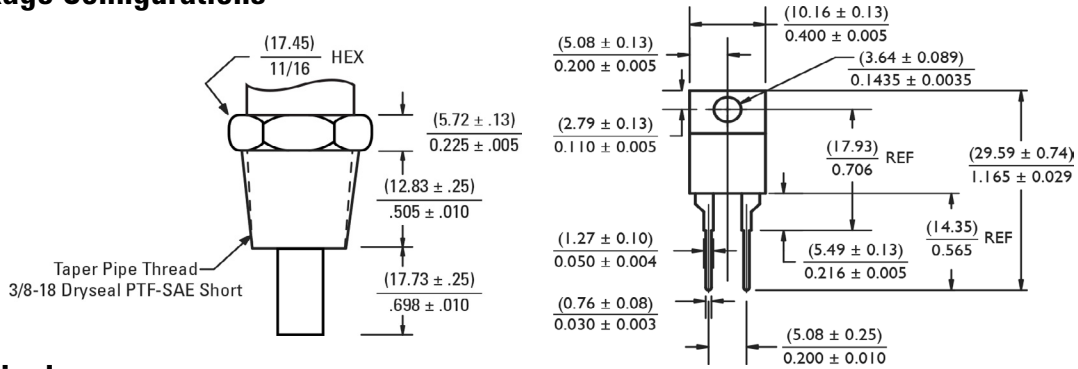 (17.45)
11/16 HEX
(5.72 ± .13)
0.225 ± .005
(12.83 ± .25)
.505 ± .010
Taper Pipe Thread
3/8-18 Dryseal PTF-SAE Short
(17.73 ± .25)
.698 ± .010
(10.16 ± 0.13)
0.400 ± 0.005
(5.08 ± 0.13)
0.200 ± 0.005
(3.64 ± 0.089)
0.1435 ± 0.0035
(2.79 ± 0.13)
0.110 ± 0.005
(17.93)
0.706 REF
(29.59 ± 0.74)
1.165 ± 0.029
(14.35)
0.565 REF
(1.27 ± 0.10)
0.050 ± 0.004
(5.49 ± 0.13)
0.216 ± 0.005
(0.76 ± 0.08)
0.030 ± 0.003
(5.08 ± 0.25)
0.200 ± 0.010